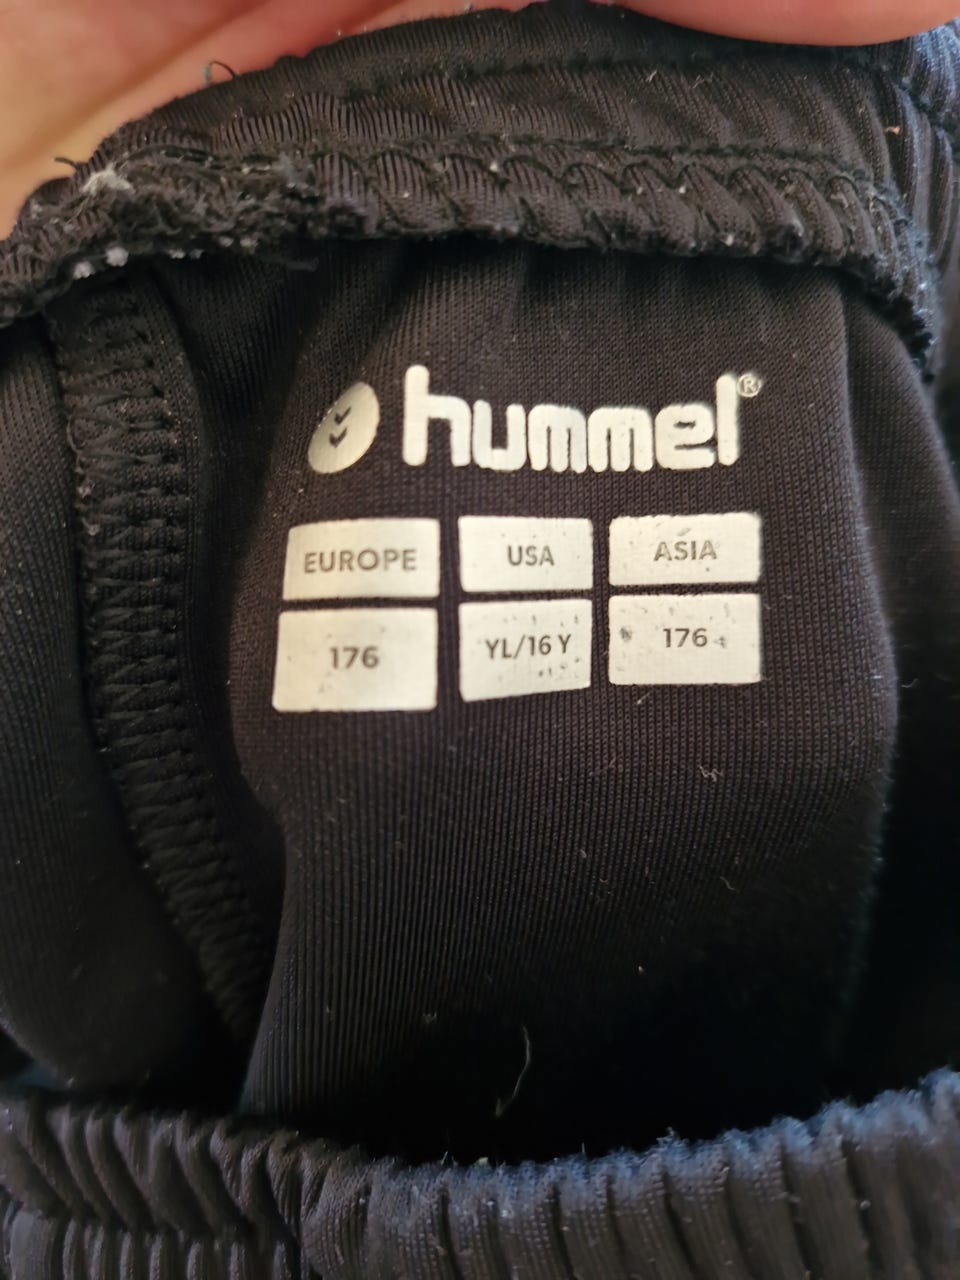 hummel®
EUROPE USA ASIA
176 YL/16 Y 176